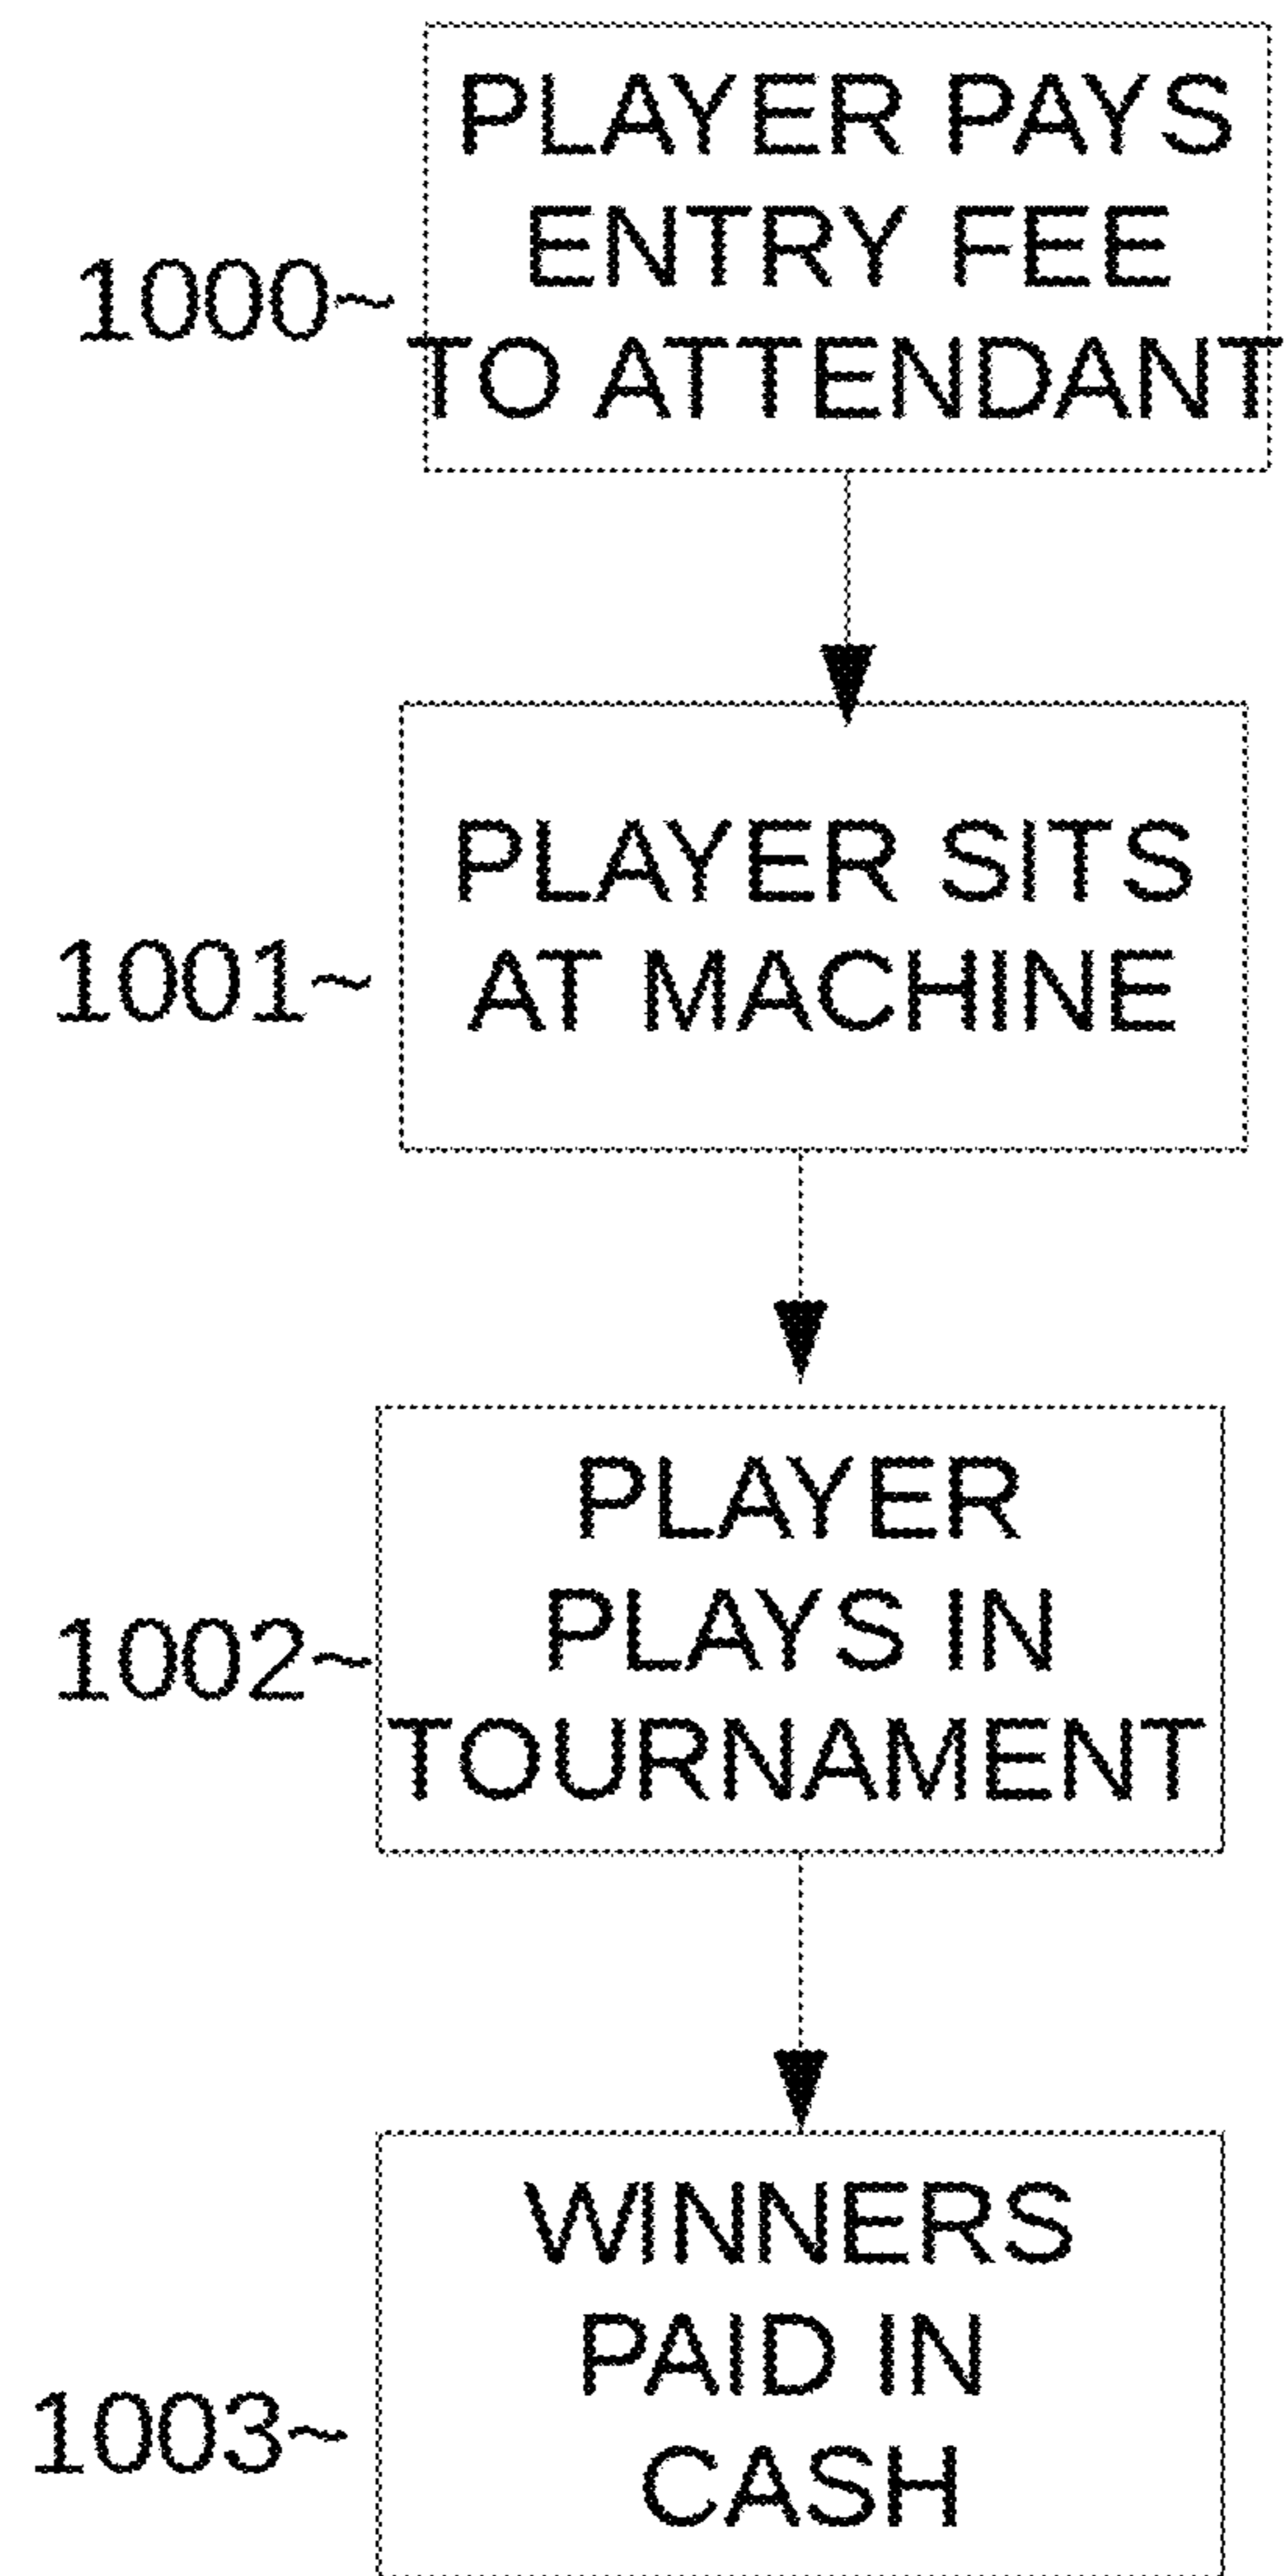 PLAYER PAYS
ENTRY FEE
1000~
TO ATTENDANT
PLAYER SITS
1001~
AT MACHINE
PLAYER
PLAYS IN
1002~
TOURNAMENT
WINNERS
PAID IN
1003~
CASH